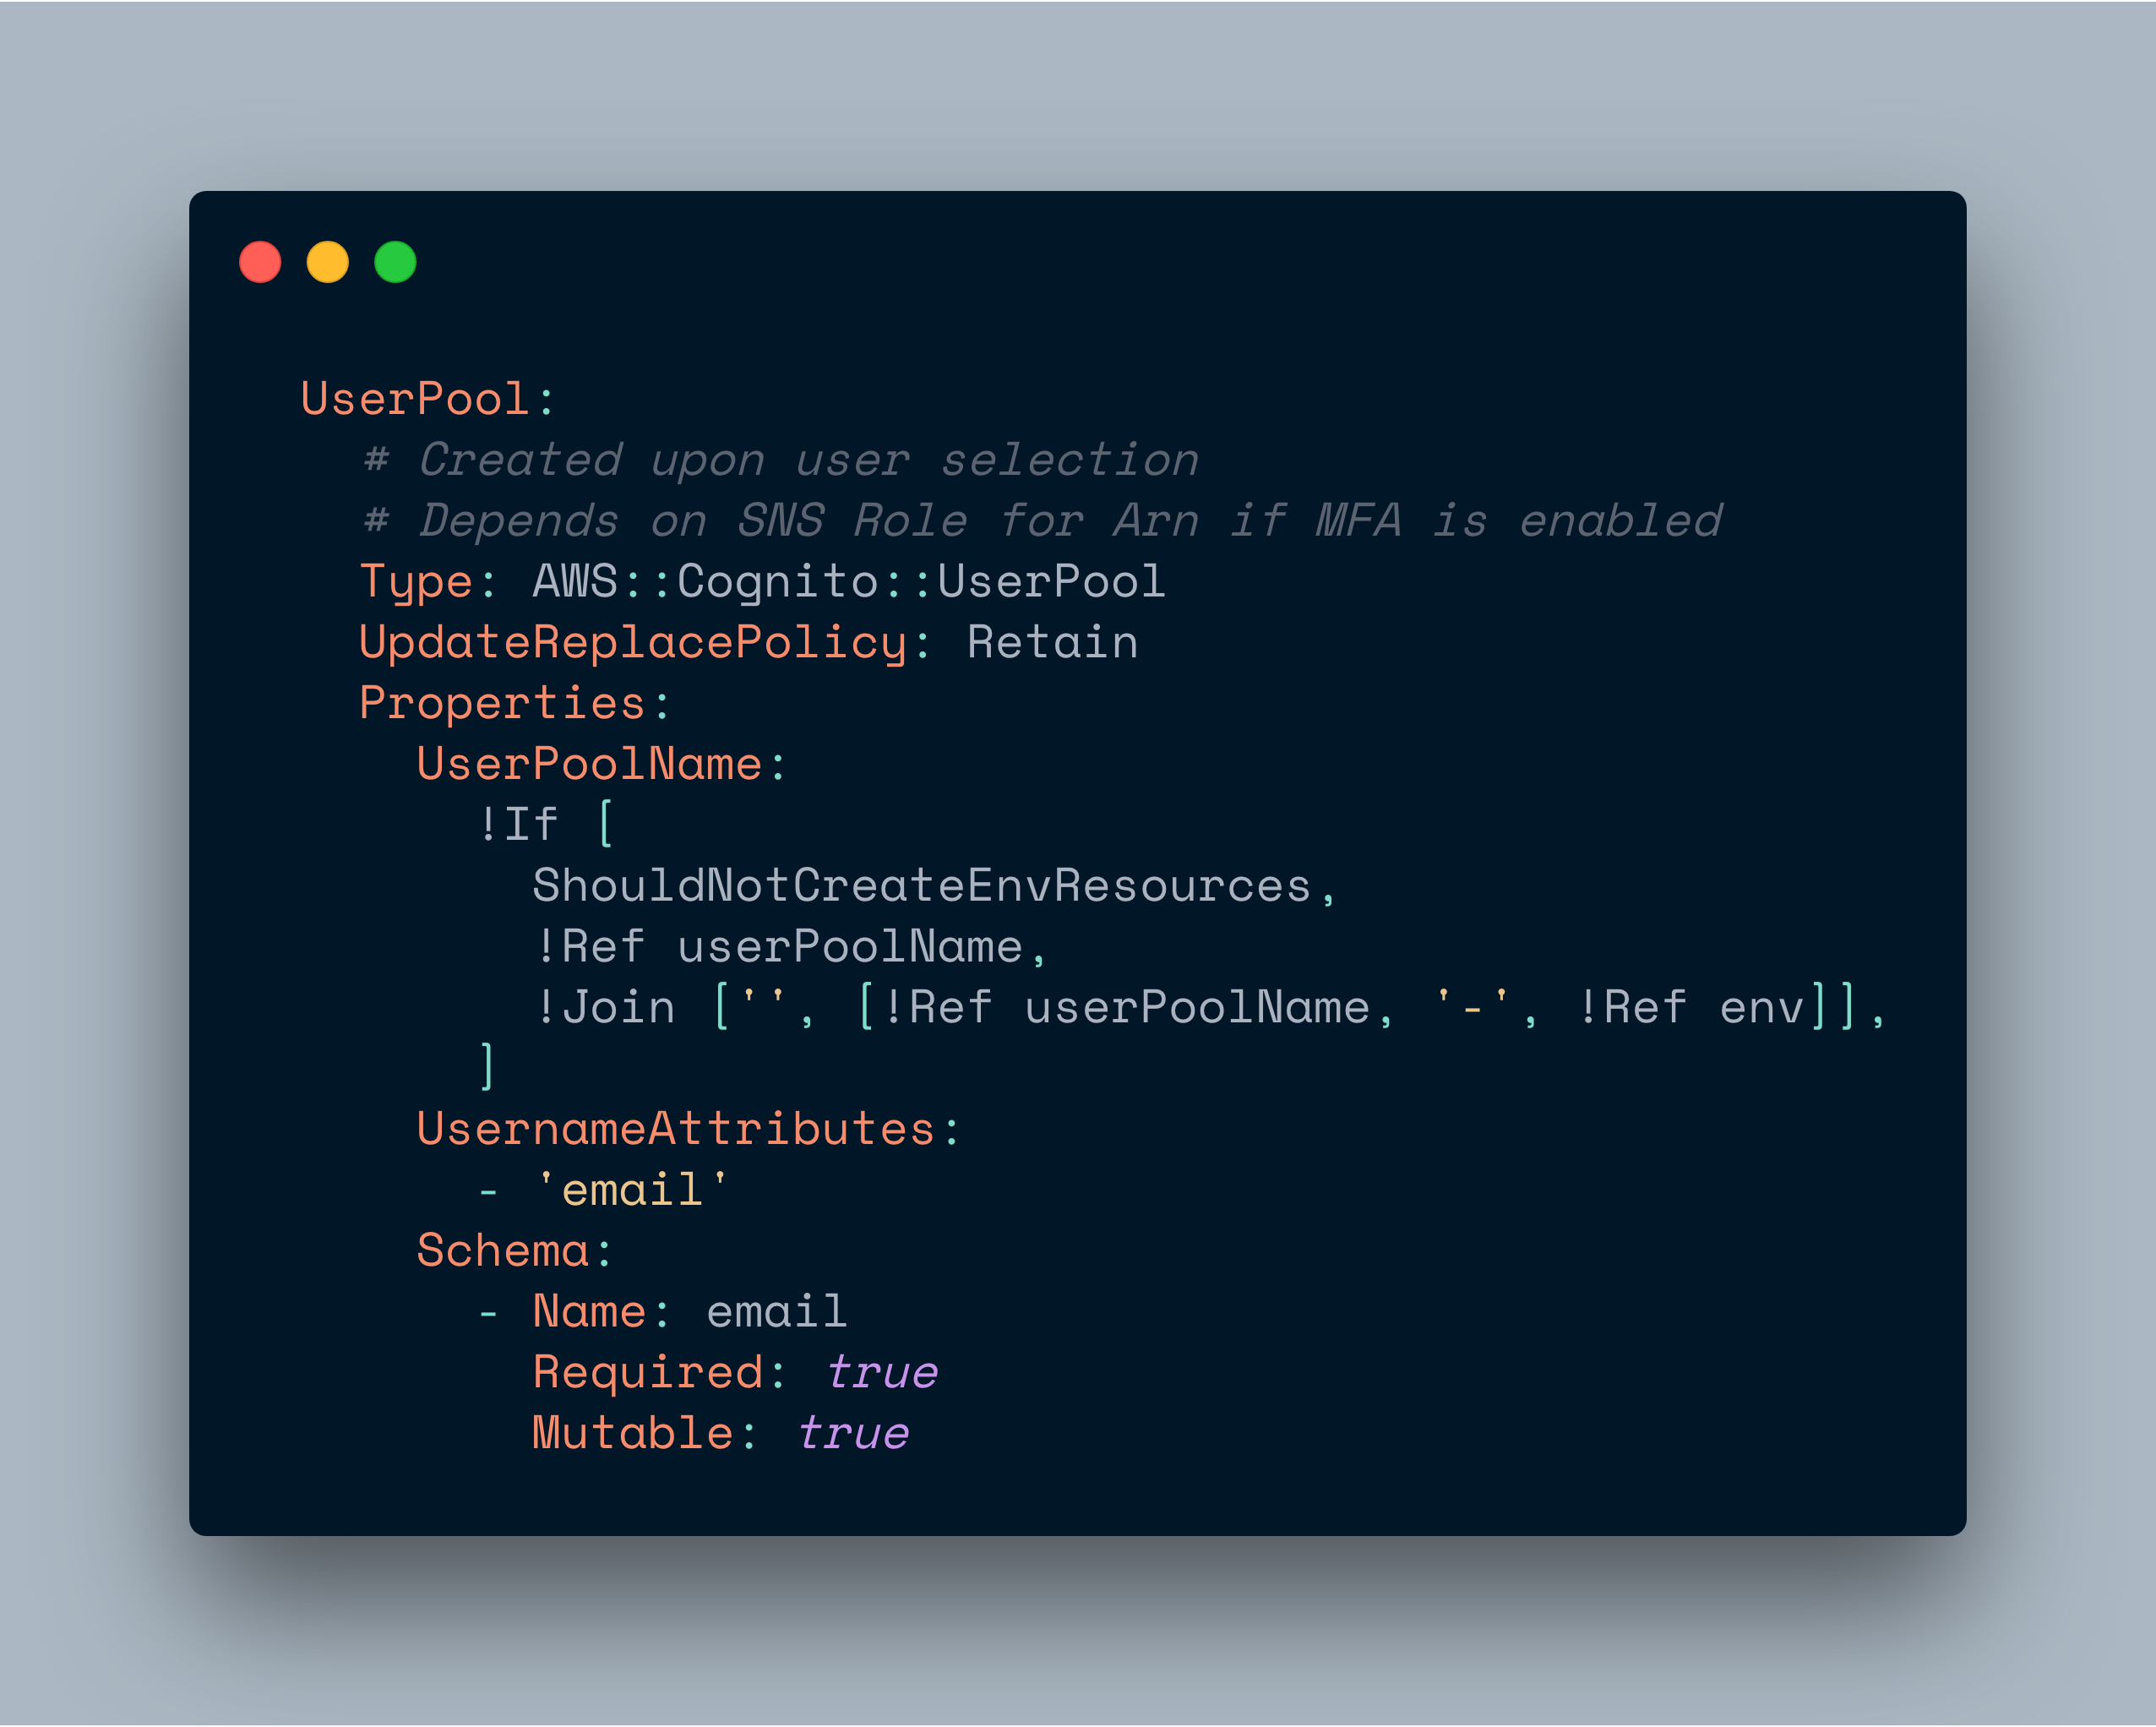 UserPool:
  # Created upon user selection
  # Depends on SNS Role for Arn if MFA is enabled
  Type: AWS::Cognito::UserPool
  UpdateReplacePolicy: Retain
  Properties:
    UserPoolName:
      !If [
        ShouldNotCreateEnvResources,
        !Ref userPoolName,
        !Join ['', [!Ref userPoolName, '-', !Ref env]],
      ]
    UsernameAttributes:
      - 'email'
    Schema:
      - Name: email
        Required: true
        Mutable: true